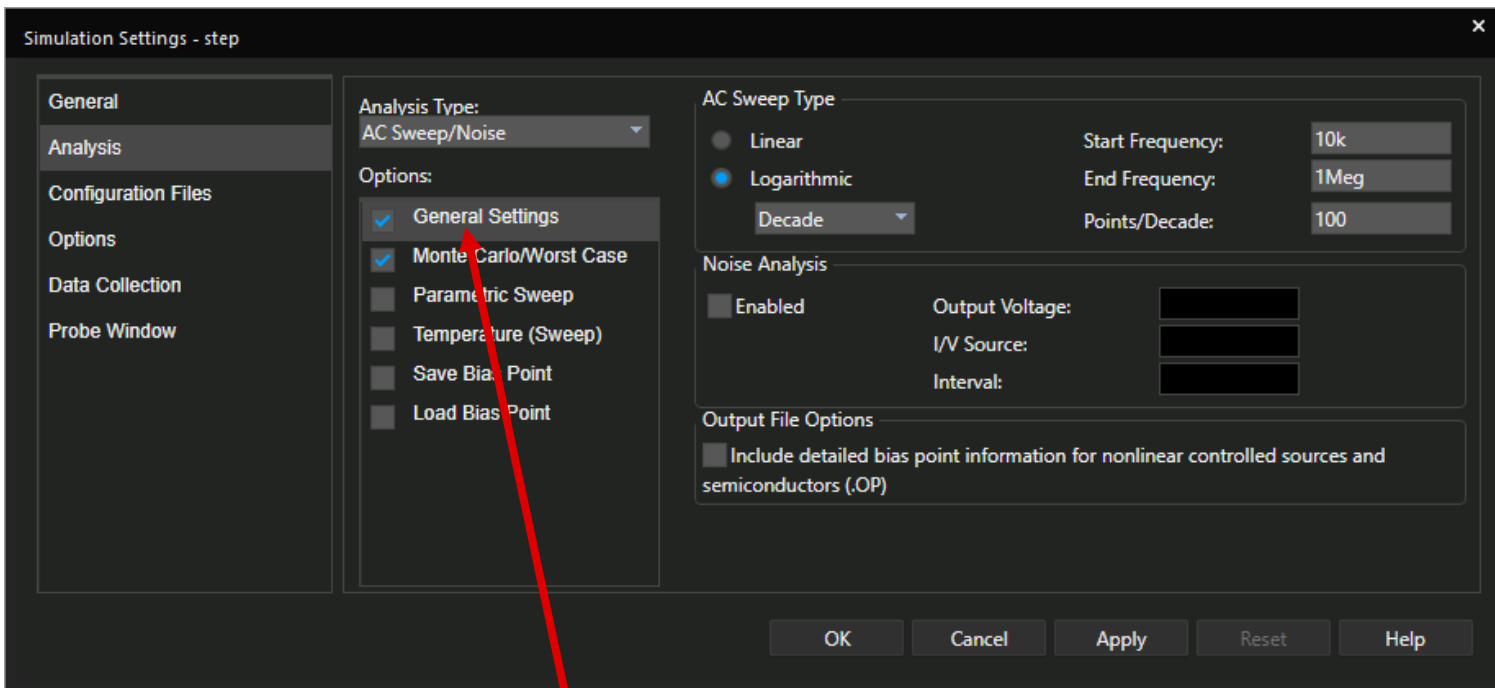 Simulation Settings - step
General
Analysis
Configuration Files
Options
Data Collection
Probe Window
Analysis Type:
AC Sweep/Noise
Options:
General Settings
Monte Carlo/Worst Case
Parametric Sweep
Temperature (Sweep)
Save Bias Point
Load Bias Point
AC Sweep Type
Linear
Logarithmic
Decade
Start Frequency: 10k
End Frequency: 1Meg
Points/Decade: 100
Noise Analysis
Enabled
Output Voltage:
I/V Source:
Interval:
Output File Options
Include detailed bias point information for nonlinear controlled sources and
semiconductors (.OP)
OK Cancel Apply Reset Help